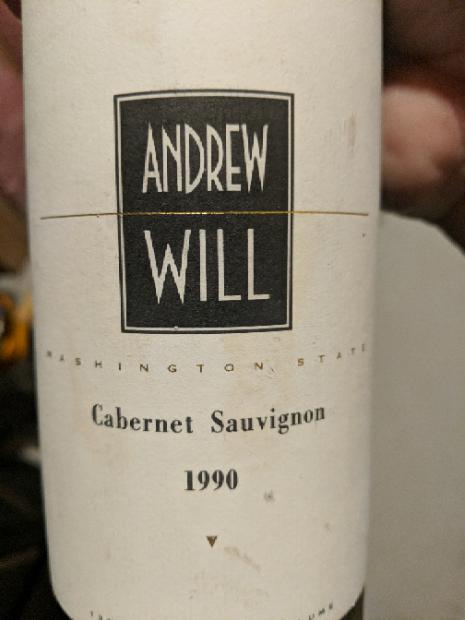 ANDREW
WILL
WASHINGTON STATE
Cabernet Sauvignon
1990